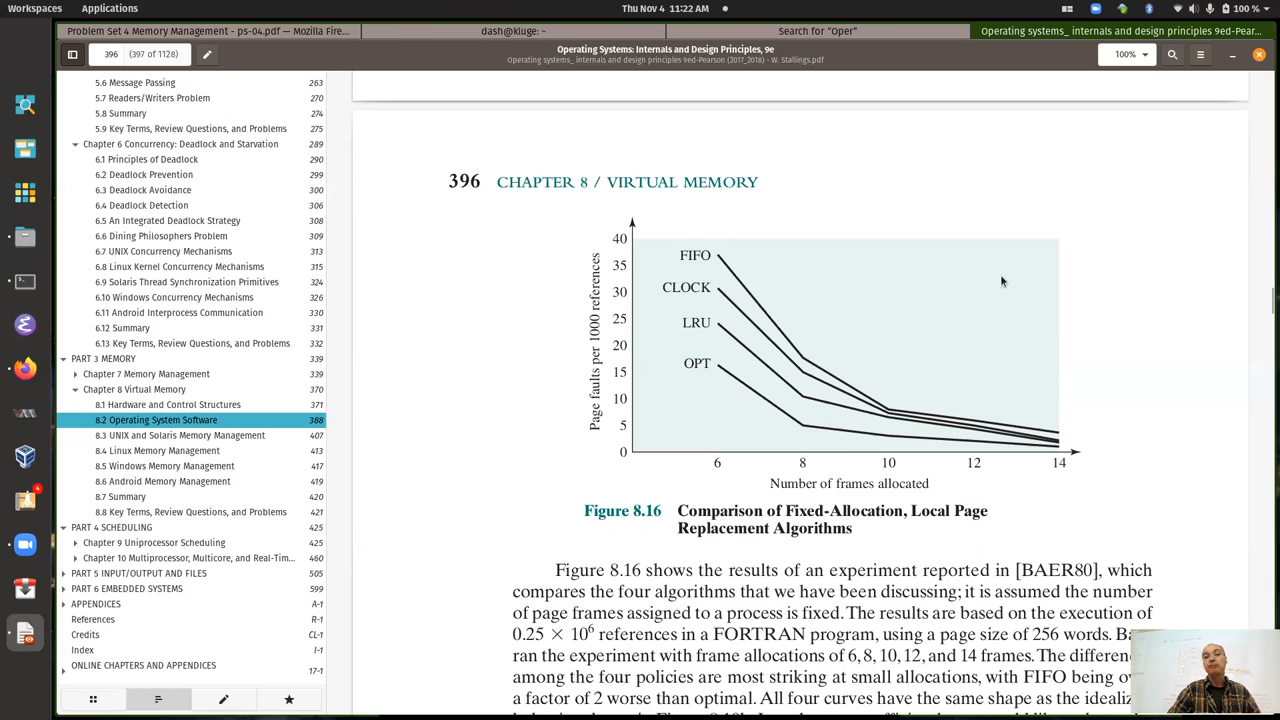 Workspaces Applications Thu Nov 4 11:22 AM 100 %
Problem Set 4 Memory Management - ps-04.pdf — Mozilla Fire... dash@kluge: ~ Search for "Oper" Operating systems_ internals and design principles 9ed-Pear...
396 (397 of 1128) Operating Systems: Internals and Design Principles, 9e 100%
Operating systems_ internals and design principles 9ed-Pearson (2017_2018) - W. Stallings.pdf
5.6 Message Passing 263
5.7 Readers/Writers Problem 270
5.8 Summary 274
5.9 Key Terms, Review Questions, and Problems 275
Chapter 6 Concurrency: Deadlock and Starvation 289
6.1 Principles of Deadlock 290
6.2 Deadlock Prevention 299
6.3 Deadlock Avoidance 300
6.4 Deadlock Detection 306
6.5 An Integrated Deadlock Strategy 308
6.6 Dining Philosophers Problem 309
6.7 UNIX Concurrency Mechanisms 313
6.8 Linux Kernel Concurrency Mechanisms 315
6.9 Solaris Thread Synchronization Primitives 324
6.10 Windows Concurrency Mechanisms 326
6.11 Android Interprocess Communication 330
6.12 Summary 331
6.13 Key Terms, Review Questions, and Problems 332
PART 3 MEMORY 339
Chapter 7 Memory Management 339
Chapter 8 Virtual Memory 370
8.1 Hardware and Control Structures 371
8.2 Operating System Software 388
8.3 UNIX and Solaris Memory Management 407
8.4 Linux Memory Management 413
8.5 Windows Memory Management 417
8.6 Android Memory Management 419
8.7 Summary 420
8.8 Key Terms, Review Questions, and Problems 421
PART 4 SCHEDULING 425
Chapter 9 Uniprocessor Scheduling 425
Chapter 10 Multiprocessor, Multicore, and Real-Tim... 460
PART 5 INPUT/OUTPUT AND FILES 505
PART 6 EMBEDDED SYSTEMS 599
APPENDICES A-1
References R-1
Credits CL-1
Index I-1
ONLINE CHAPTERS AND APPENDICES 17-1
4
396 CHAPTER 8 / VIRTUAL MEMORY
Page faults per 1000 references
40
35
30
25
20
15
10
5
0
FIFO
CLOCK
LRU
OPT
6 8 10 12 14
Number of frames allocated
Figure 8.16 Comparison of Fixed-Allocation, Local Page
Replacement Algorithms
Figure 8.16 shows the results of an experiment reported in [BAER80], which
compares the four algorithms that we have been discussing; it is assumed the number
of page frames assigned to a process is fixed. The results are based on the execution of
0.25 × 10⁶ references in a FORTRAN program, using a page size of 256 words.
ran the experiment with frame allocations of 6, 8, 10, 12, and 14 frames. The
among the four policies are most striking at small allocations, with FIFO being
a factor of 2 worse than optimal. All four curves have the same shape as the